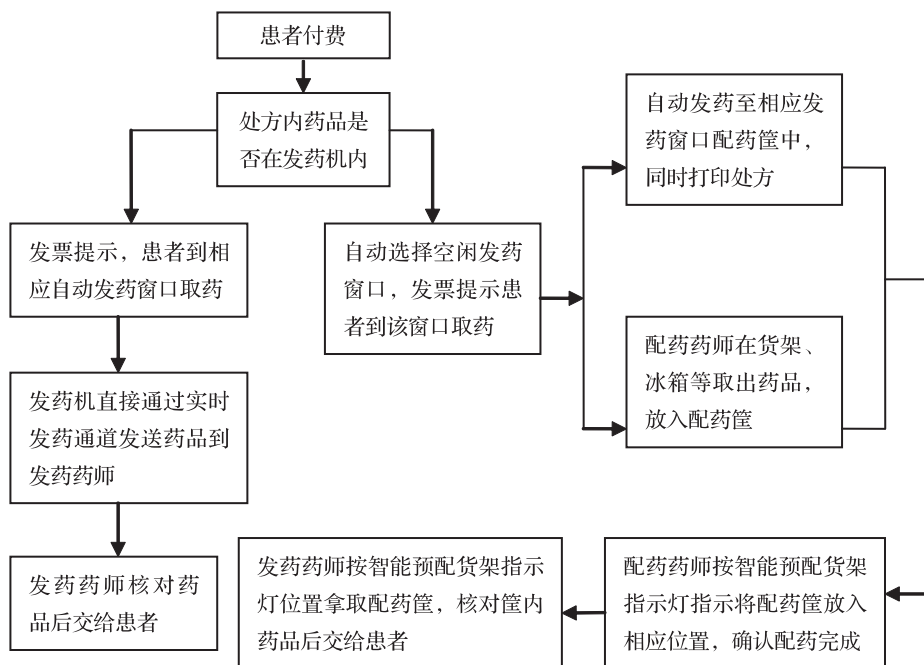 患者付费
处方内药品是
否在发药机内
发票提示，患者到相
应自动发药窗口取药
发药机直接通过实时
发药通道发送药品到
发药药师
发药药师核对药
品后交给患者
自动选择空闲发药
窗口，发票提示患
者到该窗口取药
自动发药至相应发
药窗口配药筐中，
同时打印处方
配药药师在货架、
冰箱等取出药品，
放入配药筐
配药药师按智能预配货架
指示灯指示将配药筐放入
相应位置，确认配药完成
发药药师按智能预配货架指示
灯位置拿取配药筐，核对筐内
药品后交给患者